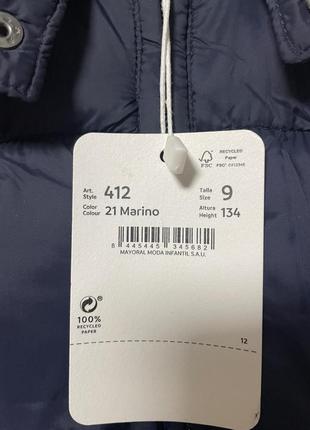 RECYCLED
Paper
FSC
Art.
Style
412
Talla
Size
9
Color
Colour
21 Marino
Altura
Height
134
8 445445 345682
MAYORAL MODA INFANTIL S.A.U.
100%
RECYCLED
PAPER
12